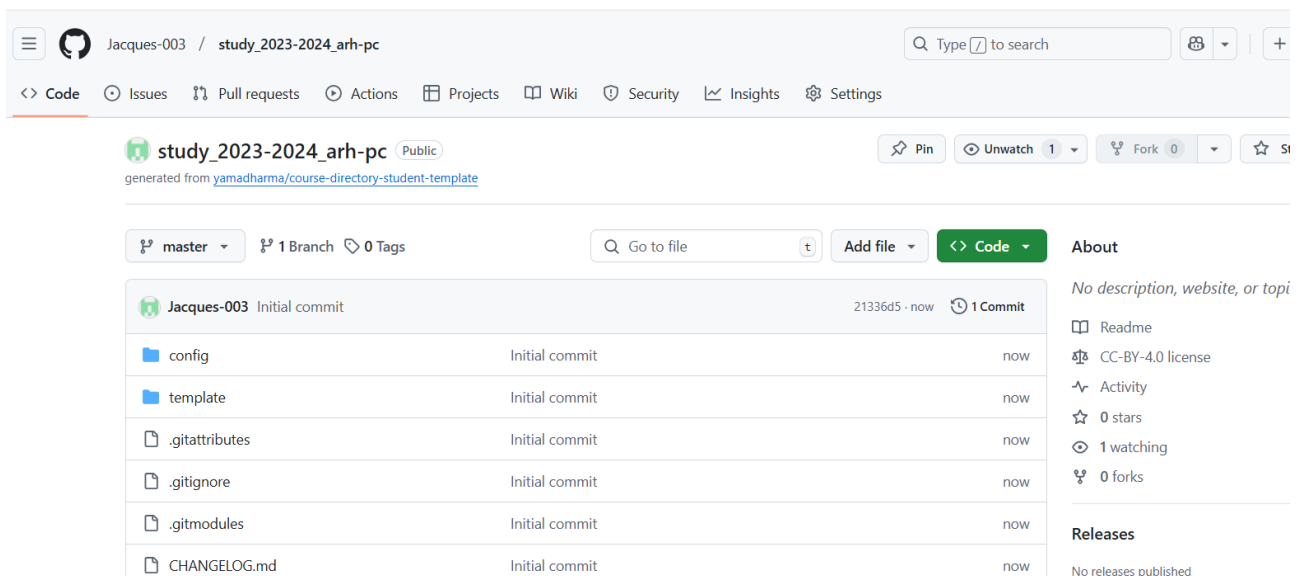 Jacques-003 / study_2023-2024_arh-pc
Type / to search
Code Issues Pull requests Actions Projects Wiki Security Insights Settings
study_2023-2024_arh-pc Public
Pin Unwatch 1 Fork 0
generated from yamadharma/course-directory-student-template
master 1 Branch 0 Tags Go to file t Add file Code
About
No description, website, or topi
Jacques-003 Initial commit 21336d5 · now 1 Commit
Readme
config Initial commit now
CC-BY-4.0 license
Activity
template Initial commit now
0 stars
.gitattributes Initial commit now
1 watching
0 forks
.gitignore Initial commit now
.gitmodules Initial commit now
Releases
CHANGELOG.md Initial commit now
No releases published